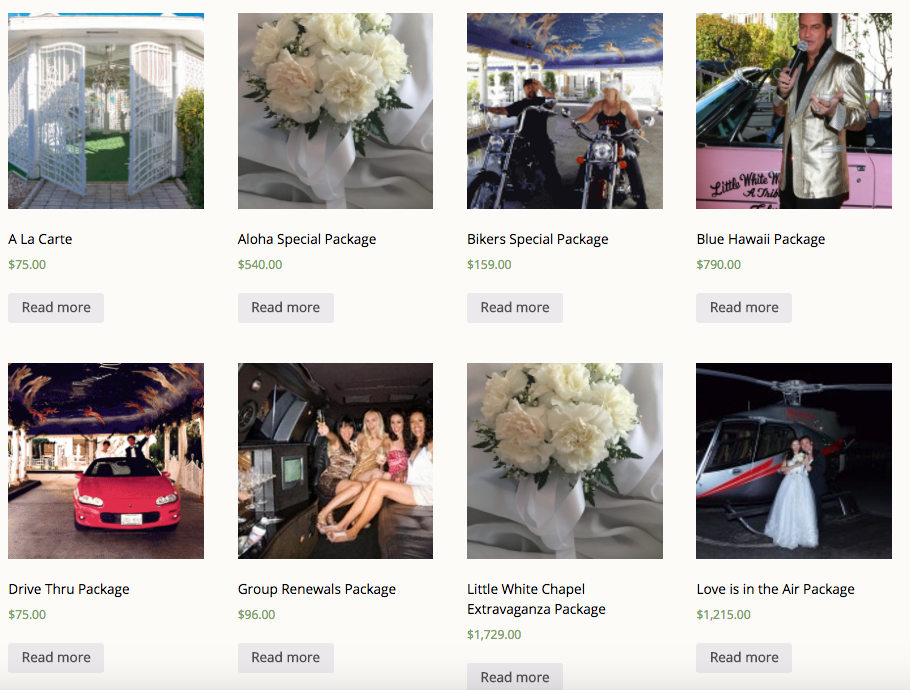 Little White W
A Tri
A La Carte
$75.00
Read more
Aloha Special Package
$540.00
Read more
Bikers Special Package
$159.00
Read more
Blue Hawaii Package
$790.00
Read more
Drive Thru Package
$75.00
Read more
Group Renewals Package
$96.00
Read more
Little White Chapel
Extravaganza Package
$1,729.00
Read more
Love is in the Air Package
$1,215.00
Read more